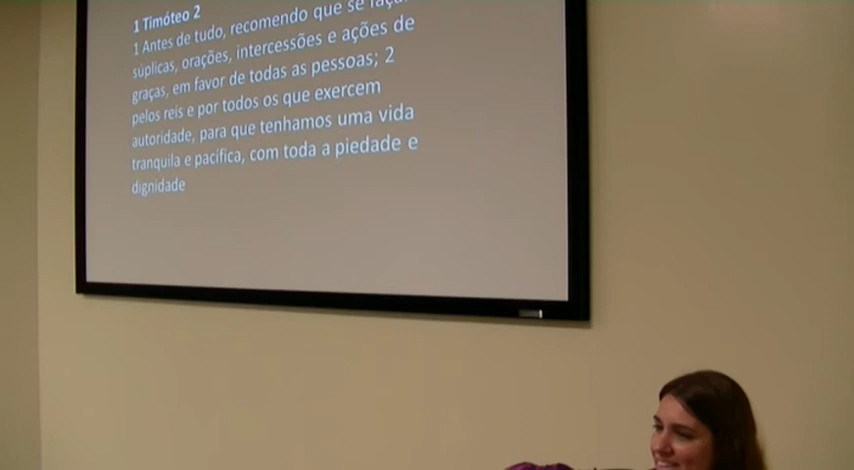 1 Timóteo 2
1 Antes de tudo, recomendo que se
súplicas, orações, intercessões e ações de
graças, em favor de todas as pessoas; 2
pelos reis e por todos os que exercem
autoridade, para que tenhamos uma vida
tranquila e pacífica, com toda a piedade e
dignidade